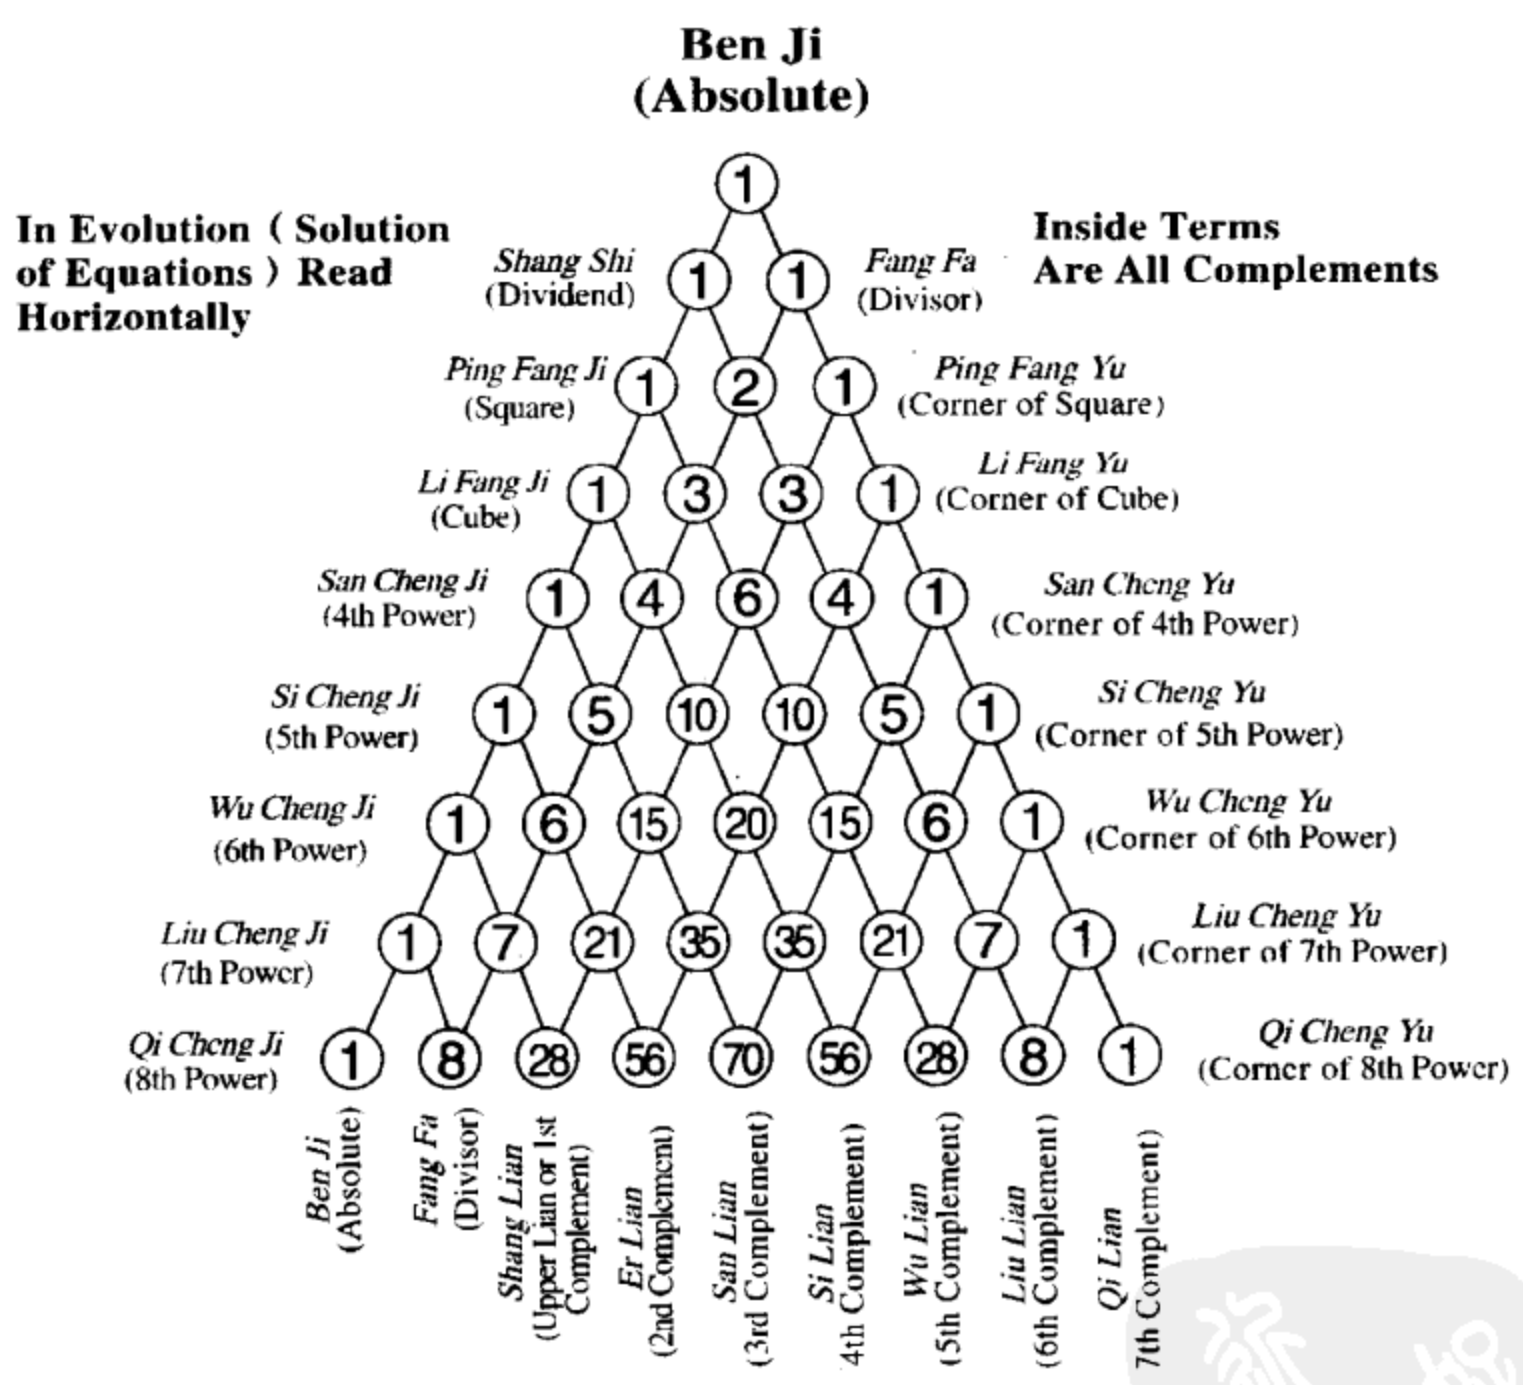 Ben Ji
(Absolute)
1
In Evolution ( Solution
of Equations ) Read
Horizontally
Inside Terms
Are All Complements
Shang Shi
(Dividend)
1 1
Fang Fa
(Divisor)
Ping Fang Ji
(Square)
1 2 1
Ping Fang Yu
(Corner of Square)
Li Fang Ji
(Cube)
1 3 3 1
Li Fang Yu
(Corner of Cube)
San Cheng Ji
(4th Power)
1 4 6 4 1
San Cheng Yu
(Corner of 4th Power)
Si Cheng Ji
(5th Power)
1 5 10 10 5 1
Si Cheng Yu
(Corner of 5th Power)
Wu Cheng Ji
(6th Power)
1 6 15 20 15 6 1
Wu Cheng Yu
(Corner of 6th Power)
Liu Cheng Ji
(7th Power)
1 7 21 35 35 21 7 1
Liu Cheng Yu
(Corner of 7th Power)
Qi Cheng Ji
(8th Power)
1 8 28 56 70 56 28 8 1
Qi Cheng Yu
(Corner of 8th Power)
Ben Ji
(Absolute)
Fang Fa
(Divisor)
Shang Lian
(Upper Lian or 1st
Complement)
Er Lian
(2nd Complement)
San Lian
(3rd Complement)
Si Lian
4th Complement)
Wu Lian
(5th Complement)
Liu Lian
(6th Complement)
Qi Lian
7th Complement)